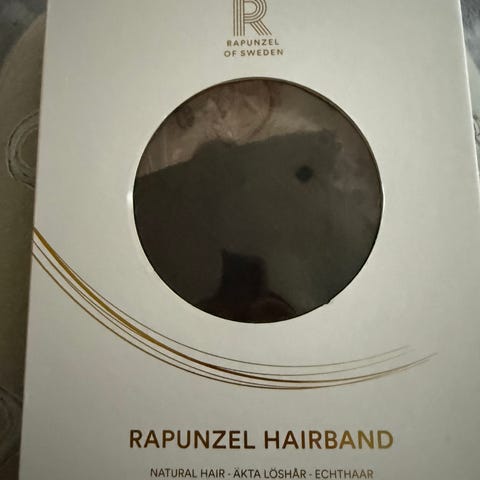 R
RAPUNZEL
OF SWEDEN
RAPUNZEL HAIRBAND
NATURAL HAIR - ÄKTA LÖSHÅR - ECHTHAAR